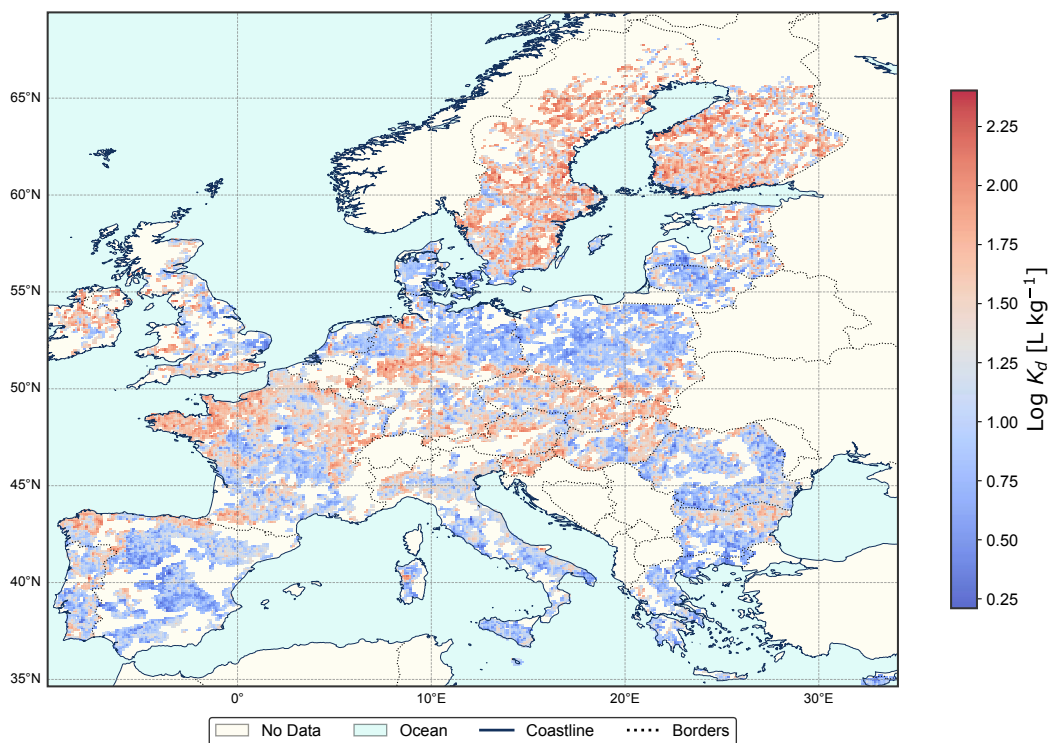 65°N
60°N
55°N
50°N
45°N
40°N
35°N
0°
10°E
20°E
30°E
2.25
2.00
1.75
1.50
1.25
1.00
0.75
0.50
0.25
Log K_d [L kg⁻¹]
No Data Ocean Coastline Borders